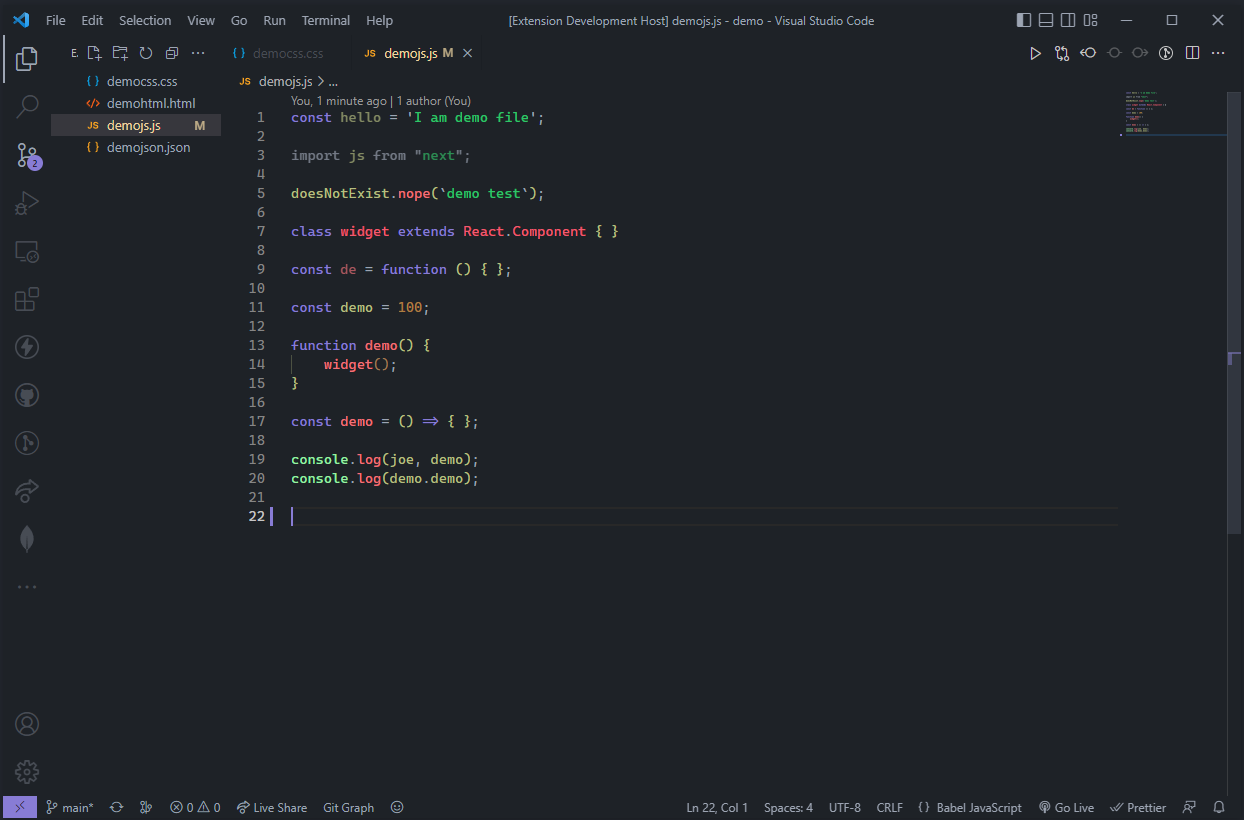 File Edit Selection View Go Run Terminal Help [Extension Development Host] demojs.js - demo - Visual Studio Code
E. ··· { } democss.css JS demojs.js M
{ } democss.css
</> demohtml.html
JS demojs.js M
{ } demojson.json
2
JS demojs.js > ...
You, 1 minute ago | 1 author (You)
1 const hello = 'I am demo file';
2
3 import js from "next";
4
5 doesNotExist.nope(`demo test`);
6
7 class widget extends React.Component { }
8
9 const de = function () { };
10
11 const demo = 100;
12
13 function demo() {
14 widget();
15 }
16
17 const demo = () => { };
18
19 console.log(joe, demo);
20 console.log(demo.demo);
21
22
main* 0 0 Live Share Git Graph Ln 22, Col 1 Spaces: 4 UTF-8 CRLF { } Babel JavaScript Go Live Prettier